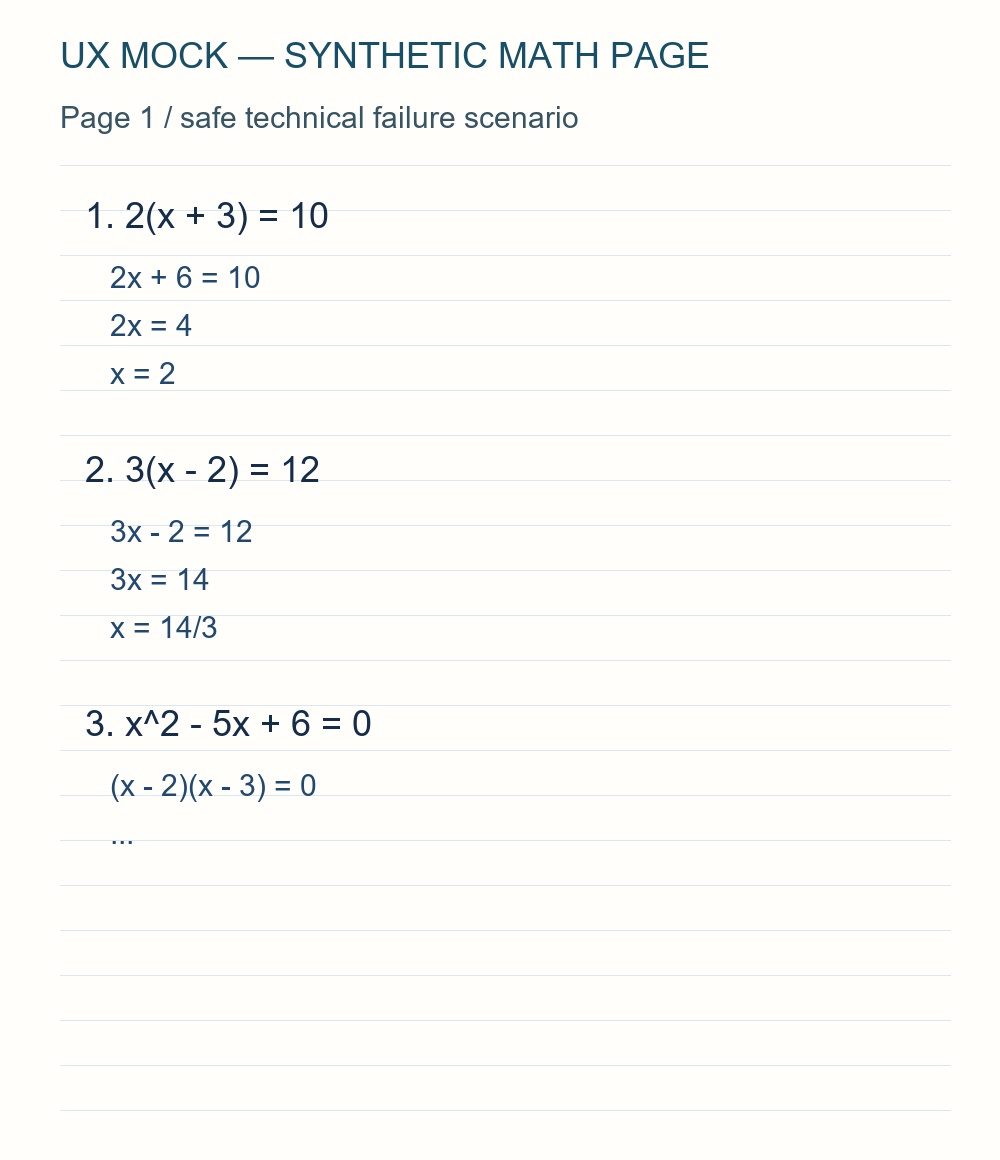 UX MOCK — SYNTHETIC MATH PAGE
Page 1 / safe technical failure scenario
1. 2(x + 3) = 10
2x + 6 = 10
2x = 4
x = 2
2. 3(x - 2) = 12
3x - 2 = 12
3x = 14
x = 14/3
3. x^2 - 5x + 6 = 0
(x - 2)(x - 3) = 0
...